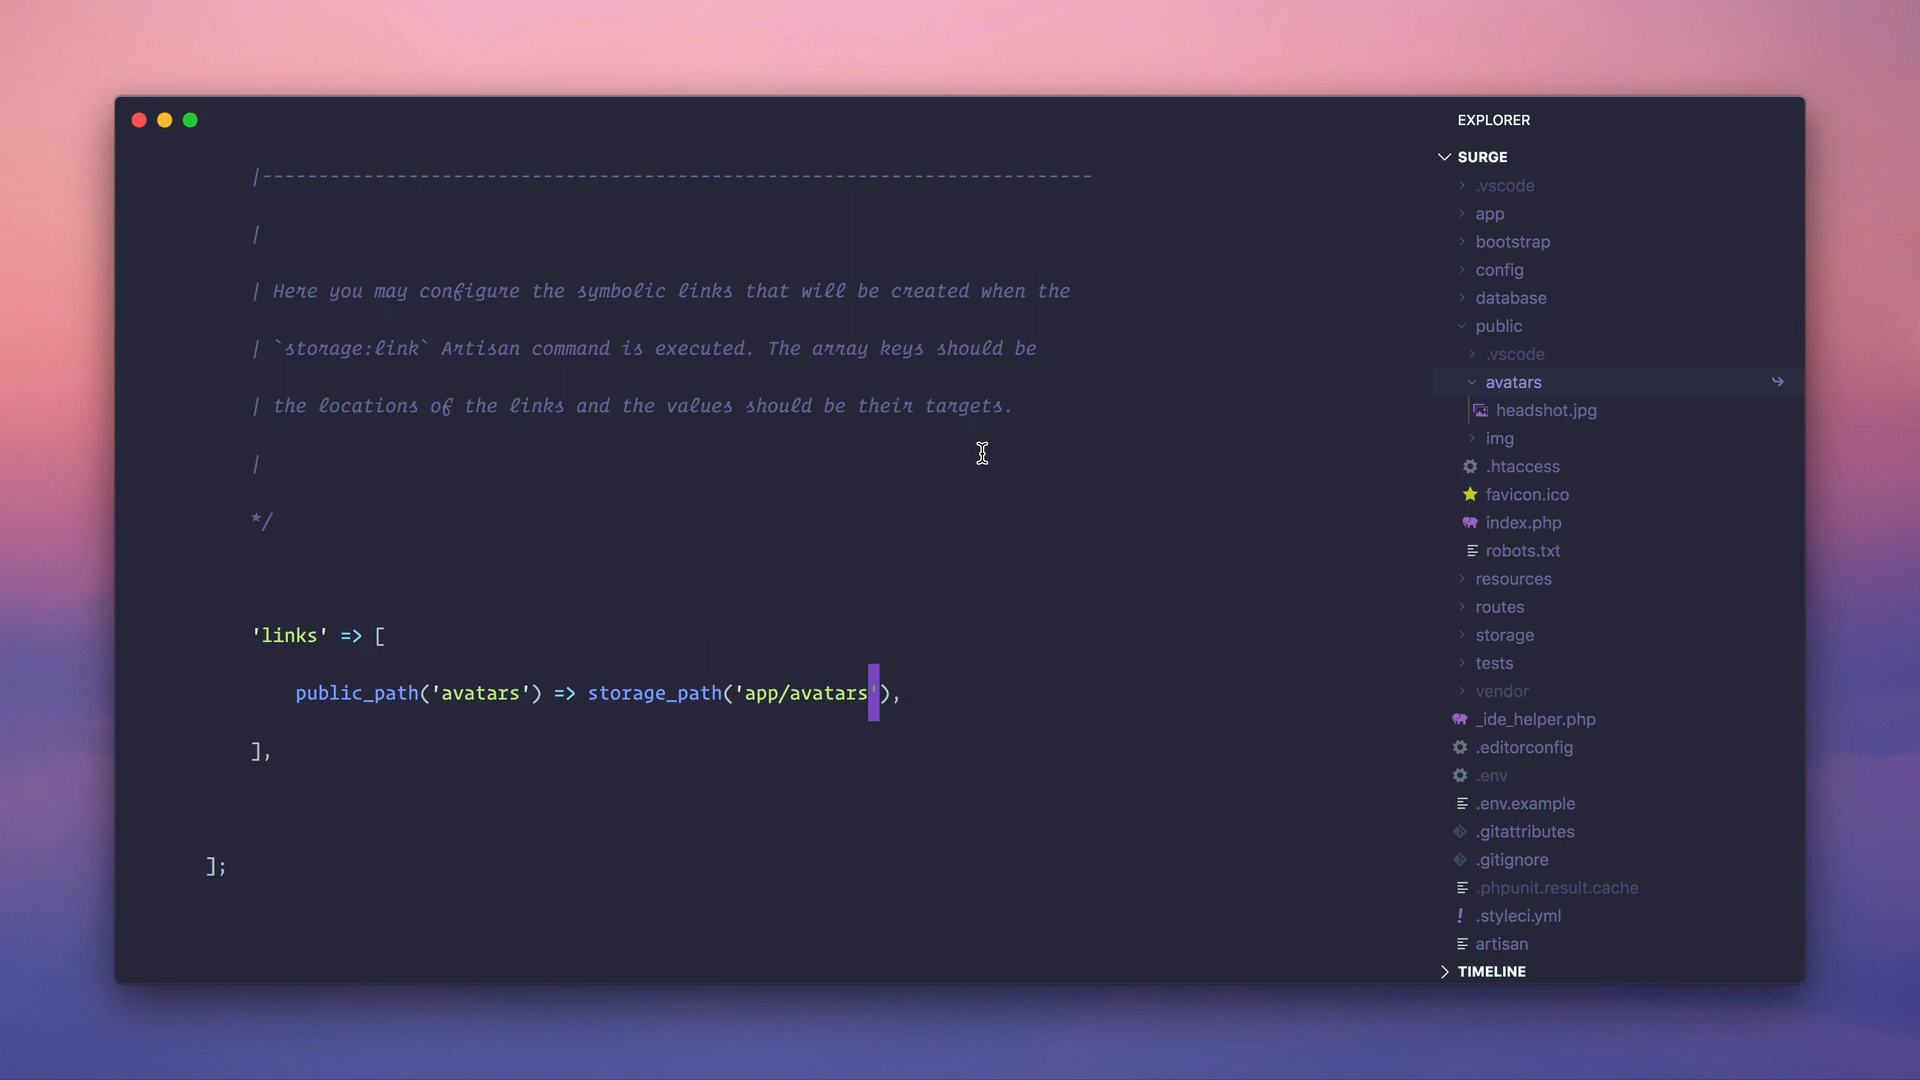 |--------------------------------------------------------------------------
|
| Here you may configure the symbolic links that will be created when the
| `storage:link` Artisan command is executed. The array keys should be
| the locations of the links and the values should be their targets.
|
*/
'links' => [
public_path('avatars') => storage_path('app/avatars'),
],
];
EXPLORER
SURGE
.vscode
app
bootstrap
config
database
public
.vscode
avatars
headshot.jpg
img
.htaccess
favicon.ico
index.php
robots.txt
resources
routes
storage
tests
vendor
_ide_helper.php
.editorconfig
.env
.env.example
.gitattributes
.gitignore
.phpunit.result.cache
.styleci.yml
artisan
TIMELINE